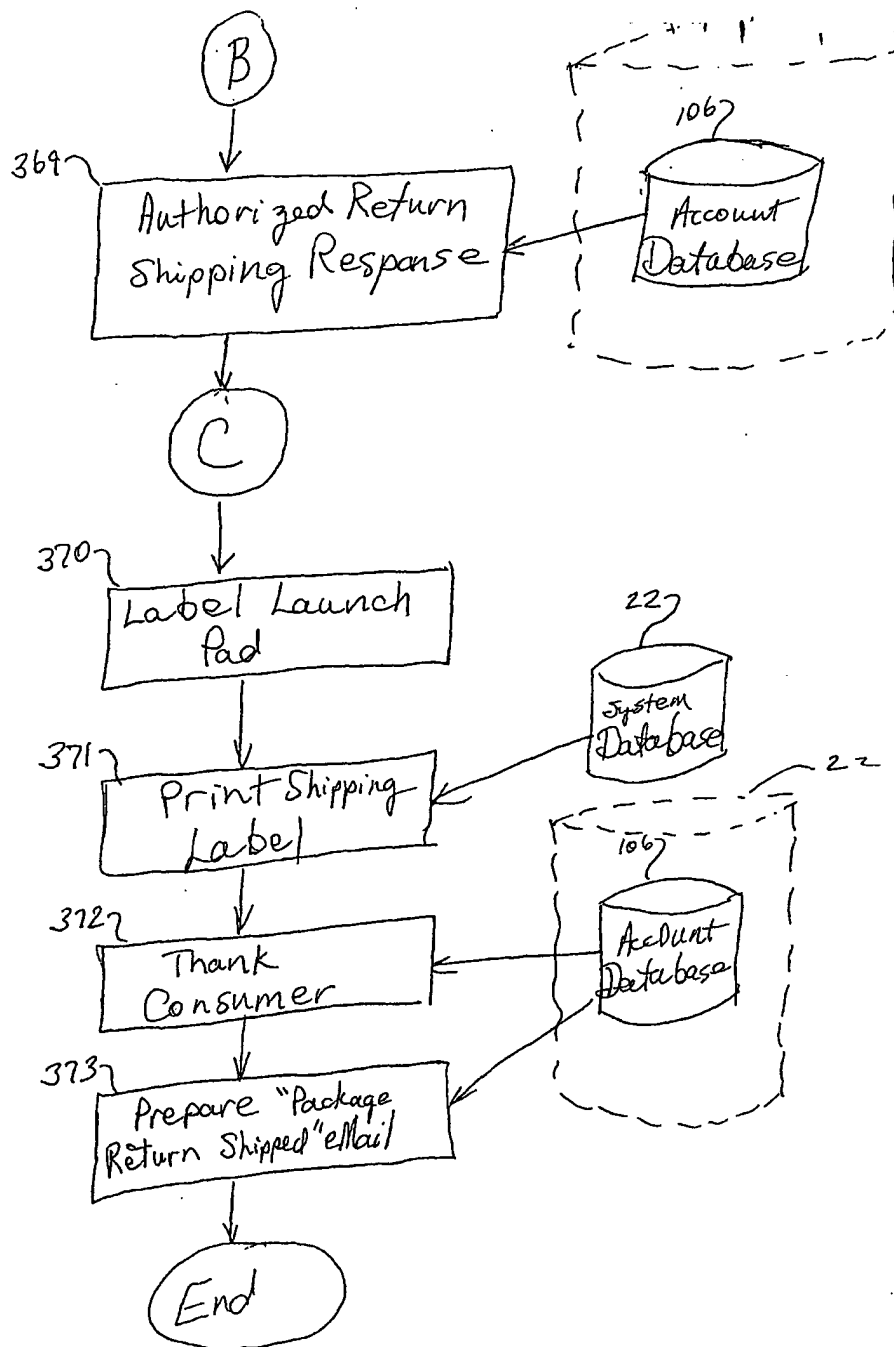 B
106
369
Authorized Return
Shipping Response
Account
Database
C
370
Label Launch
Pad
22
System
Database
371
Print Shipping
Label
22
106
372
Thank
Consumer
Account
Database
373
Prepare "Package
Return Shipped" eMail
End